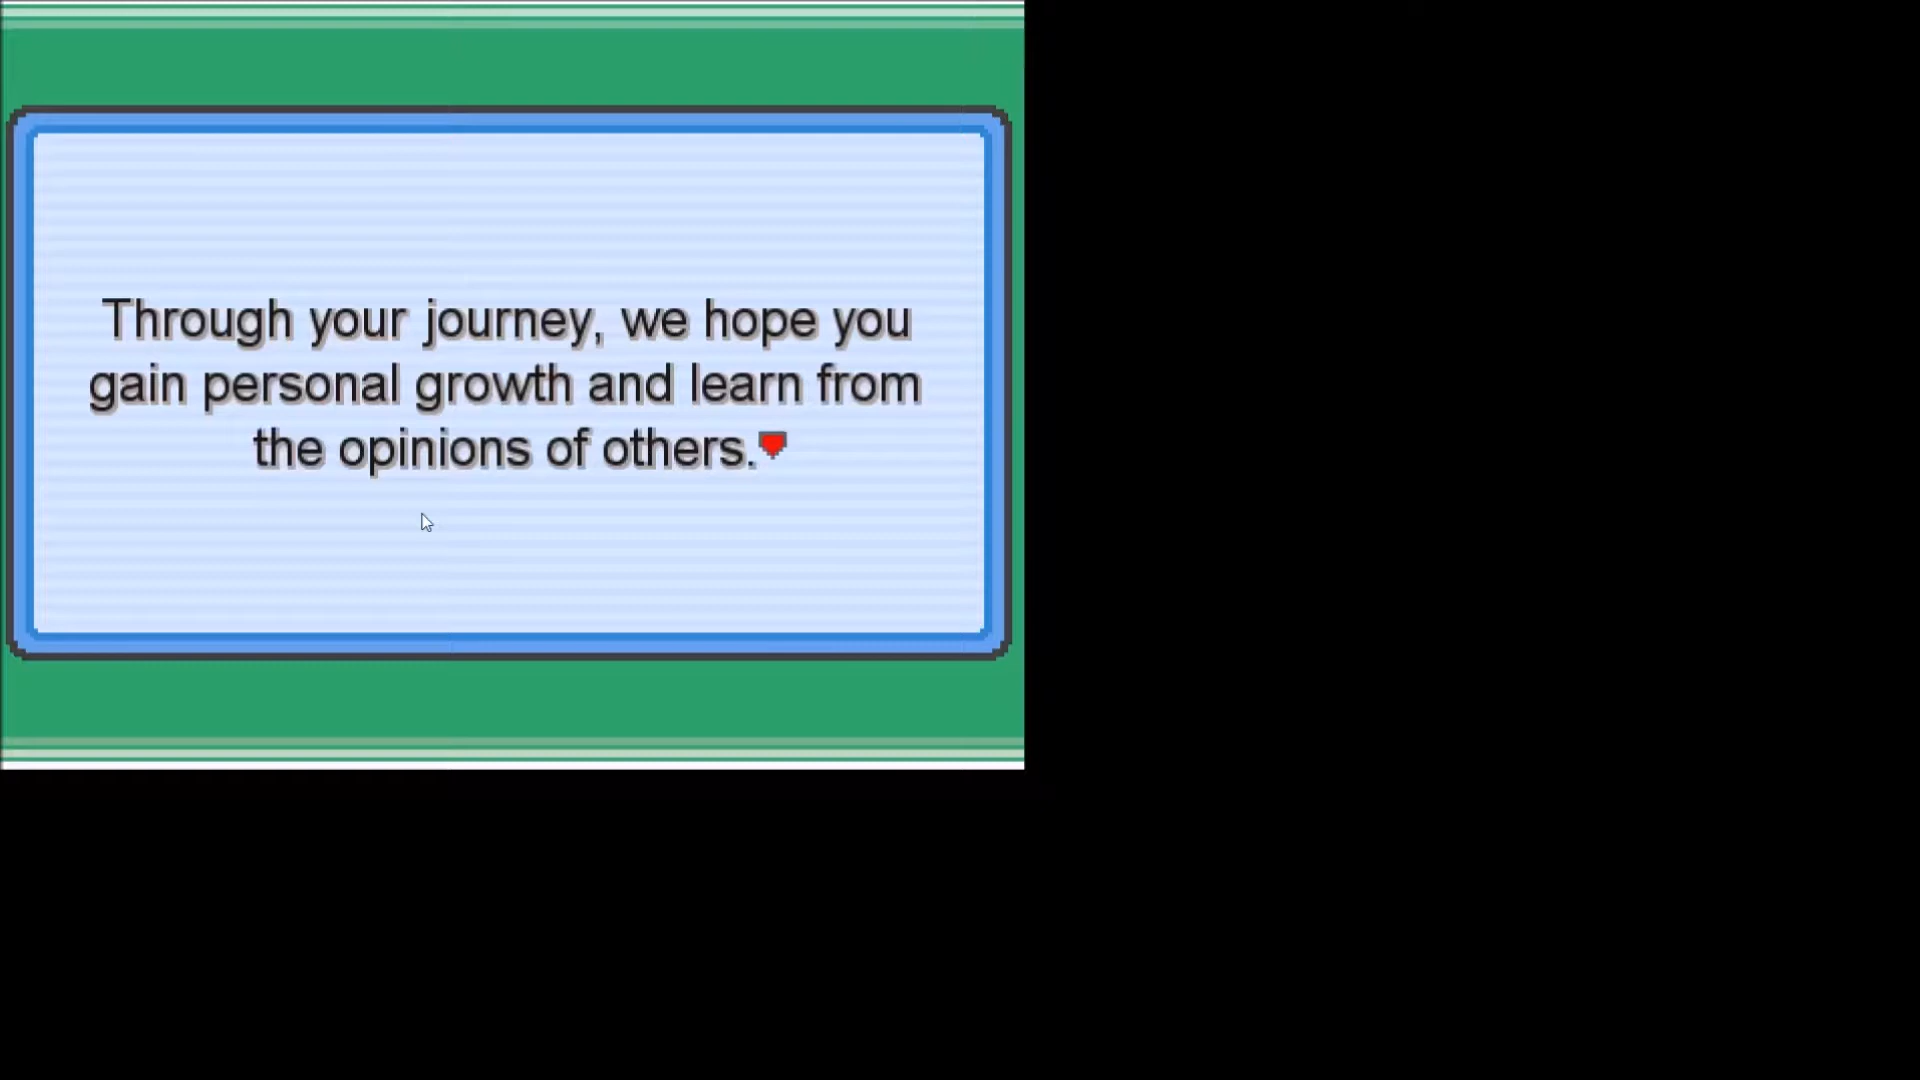 Through your journey, we hope you
gain personal growth and learn from
the opinions of others.